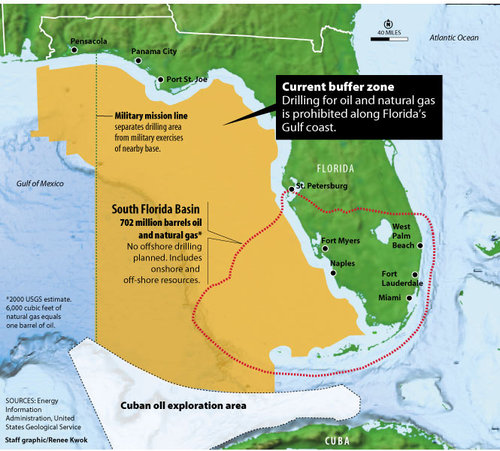 Pensacola
Panama City
Port St. Joe
N
40 MILES
Atlantic Ocean
Current buffer zone
Drilling for oil and natural gas
is prohibited along Florida's
Gulf coast.
Military mission line
separates drilling area
from military exercises
of nearby base.
Gulf of Mexico
FLORIDA
St. Petersburg
South Florida Basin
702 million barrels oil
and natural gas*
No offshore drilling
planned. Includes
onshore and
off-shore resources.
West
Palm
Beach
Fort Myers
Naples
Fort
Lauderdale
Miami
*2000 USGS estimate.
6,000 cubic feet of
natural gas equals
one barrel of oil.
Cuban oil exploration area
SOURCES: Energy
Information
Administration, United
States Geological Service
Staff graphic/Renee Kwok
CUBA